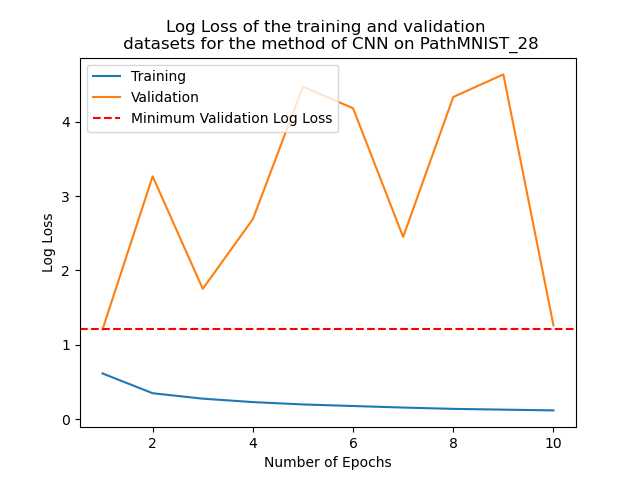 Log Loss of the training and validation
datasets for the method of CNN on PathMNIST_28
Training
Validation
Minimum Validation Log Loss
Log Loss
4
3
2
1
0
2
4
6
8
10
Number of Epochs